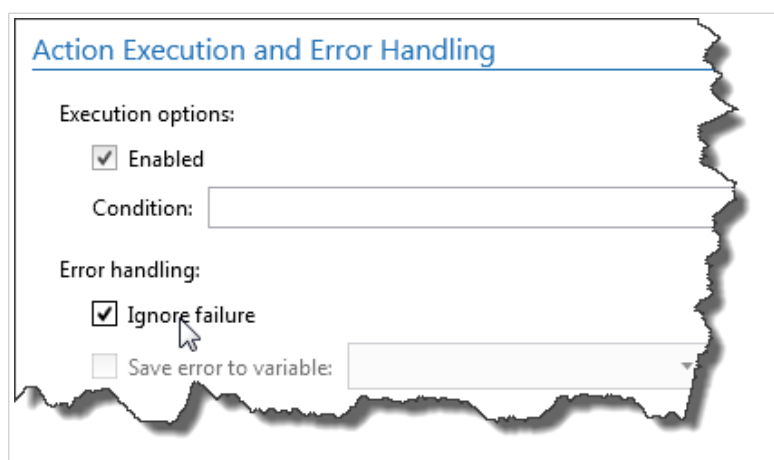 Action Execution and Error Handling
Execution options:
Enabled
Condition:
Error handling:
Ignore failure
Save error to variable: